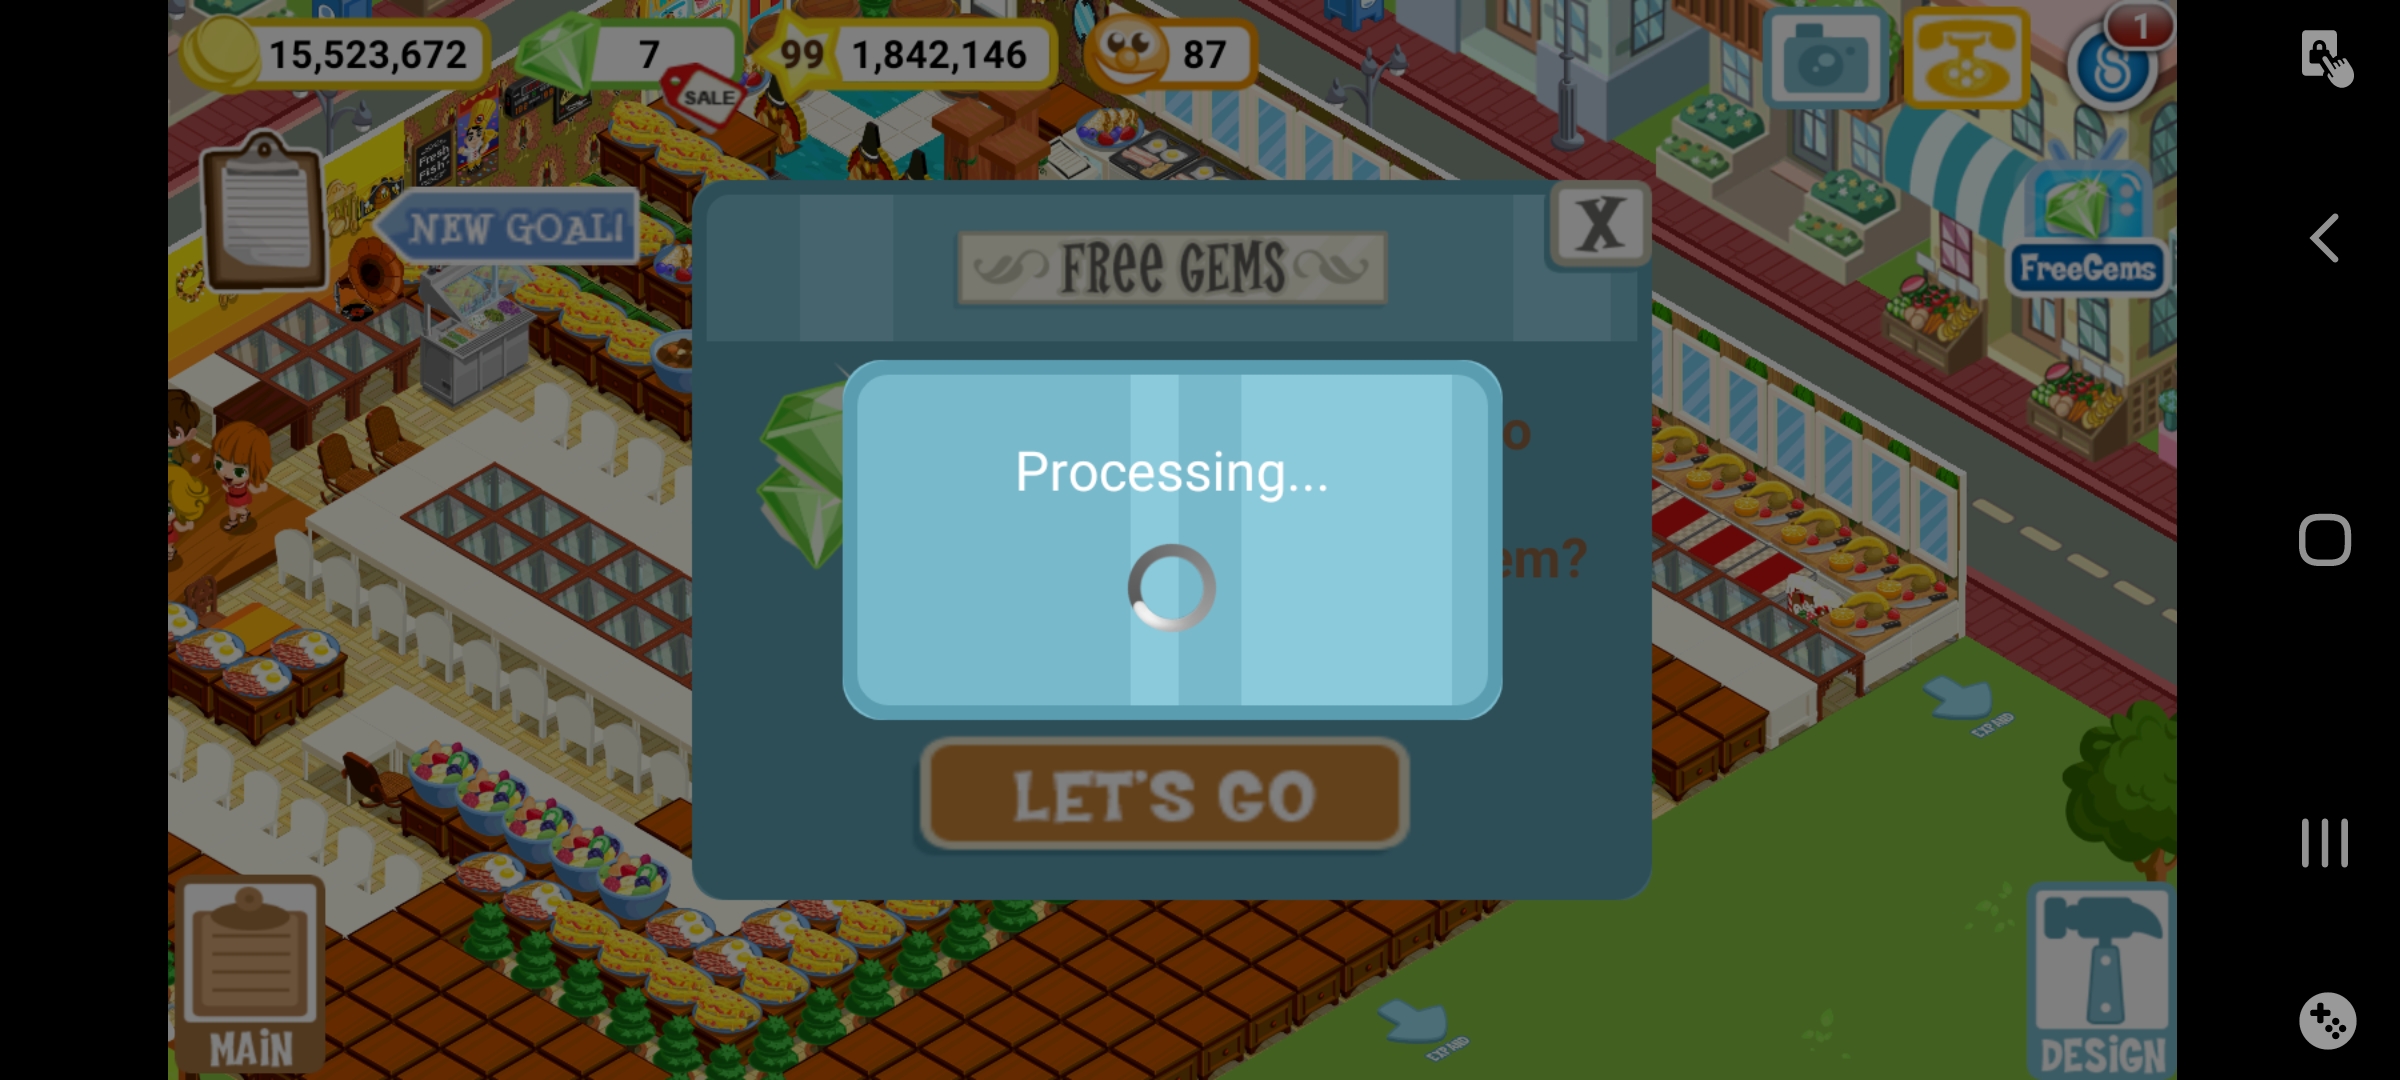 15,523,672
7
SALE
99
1,842,146
87
1
Fresh
Fish
NEW GOAL!
FREE GEMS
X
FreeGems
Processing...
em?
LET'S GO
EXPAND
EXPAND
MAIN
DESIGN